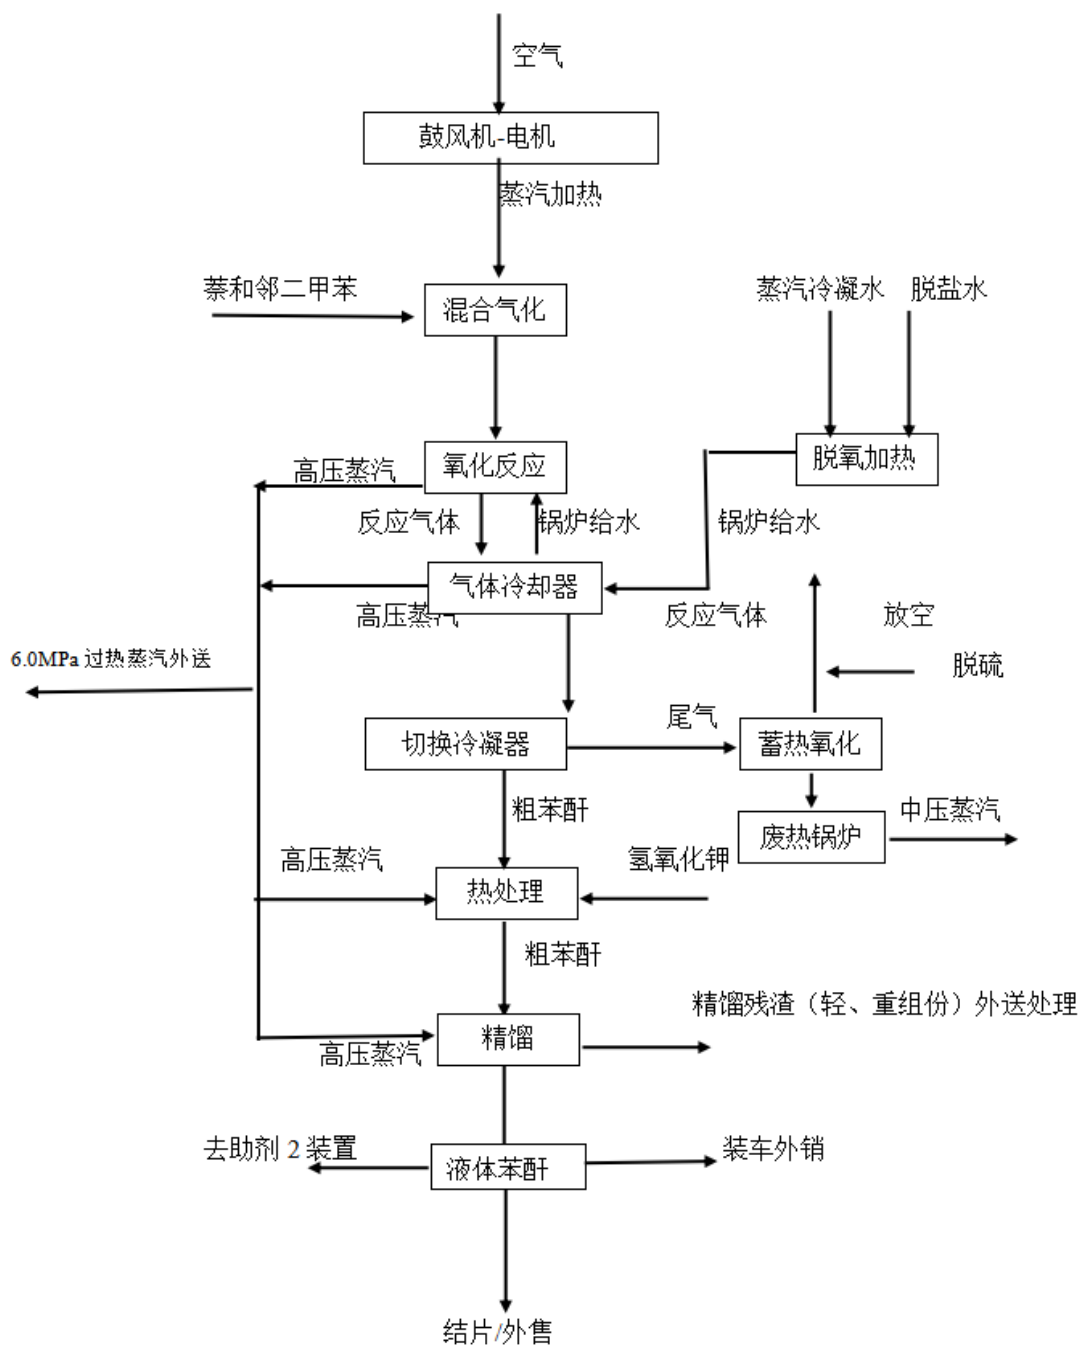 空气
鼓风机-电机
蒸汽加热
萘和邻二甲苯
混合气化
蒸汽冷凝水
脱盐水
氧化反应
脱氧加热
高压蒸汽
反应气体
锅炉给水
锅炉给水
气体冷却器
高压蒸汽
反应气体
放空
6.0MPa 过热蒸汽外送
脱硫
切换冷凝器
尾气
蓄热氧化
粗苯酐
废热锅炉
中压蒸汽
高压蒸汽
氢氧化钾
热处理
粗苯酐
精馏残渣（轻、重组份）外送处理
精馏
高压蒸汽
去助剂 2 装置
液体苯酐
装车外销
结片/外售